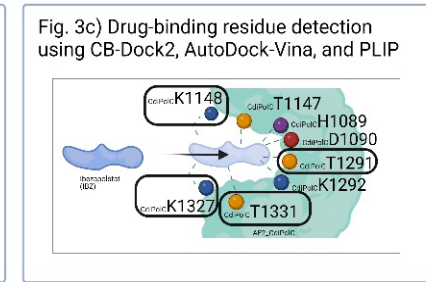 Fig. 3c) Drug-binding residue detection
using CB-Dock2, AutoDock-Vina, and PLIP
CdiPolC K1148
CdiPolC T1147
CdiPolC H1089
CdiPolC D1090
CdiPolC T1291
CdiPolC K1292
Ibezapolstat
(IBZ)
CdiPolC K1327
CdiPolC T1331
AF2_CdiPolC